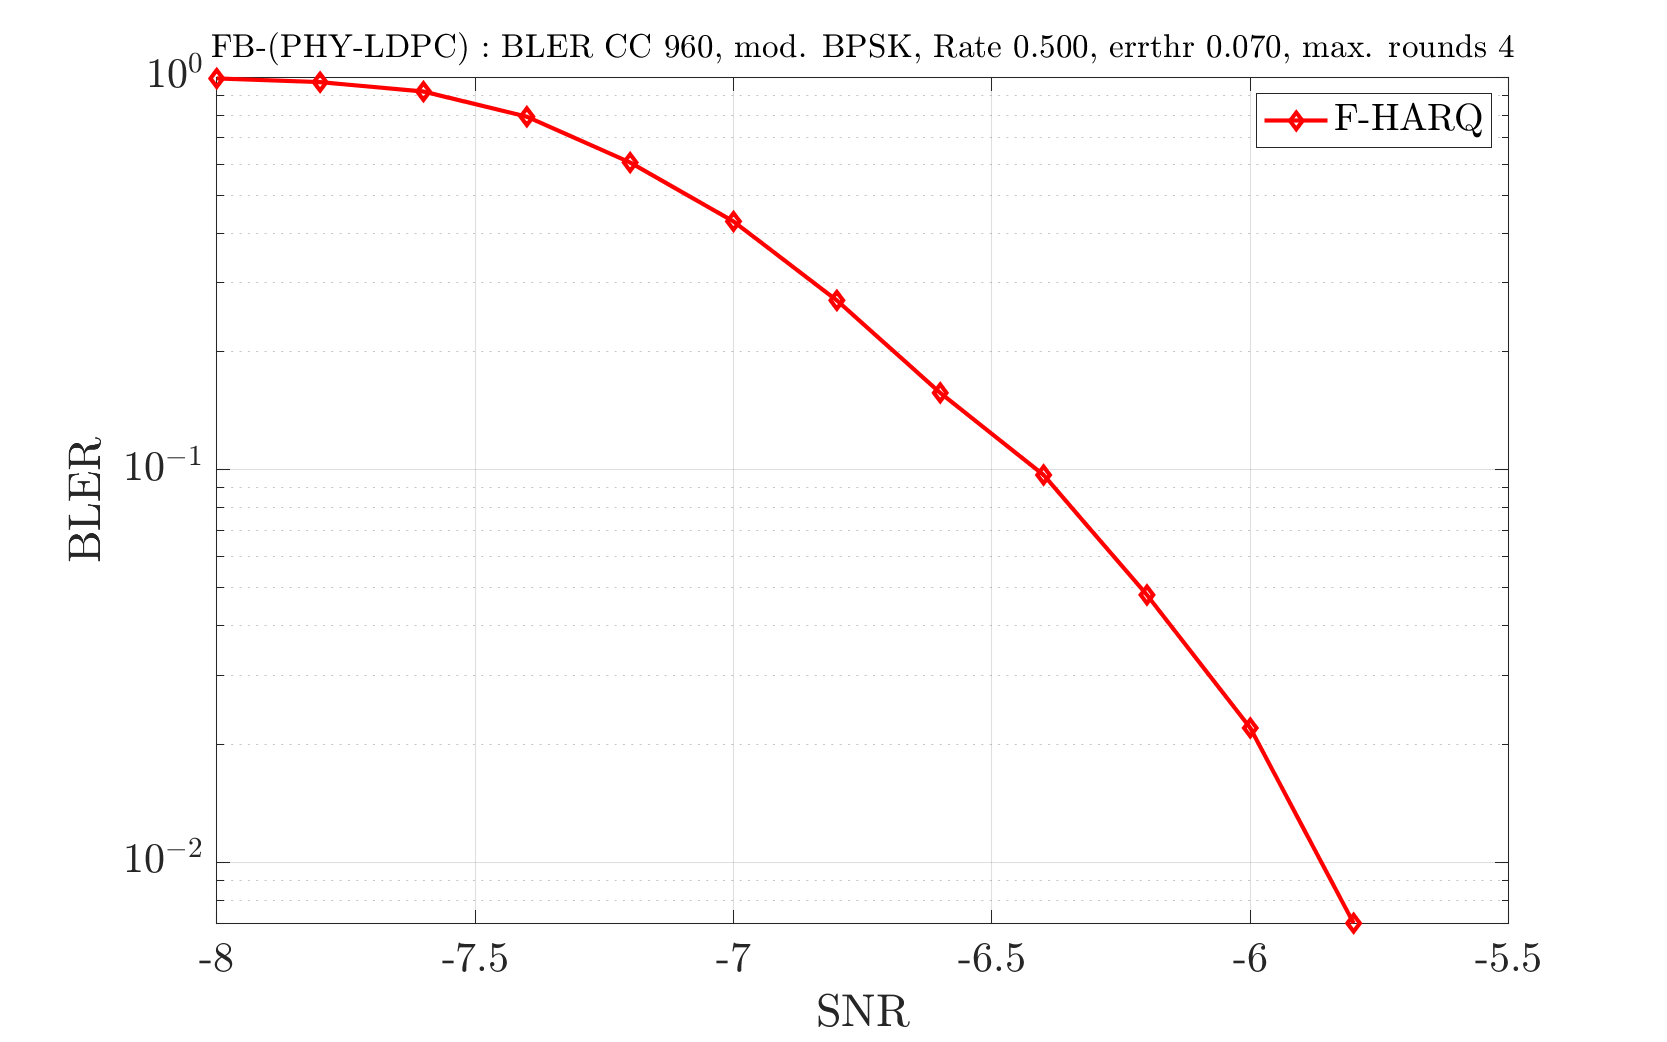 FB-(PHY-LDPC) : BLER CC 960, mod. BPSK, Rate 0.500, errthr 0.070, max. rounds 4
F-HARQ
10^0
10^{-1}
10^{-2}
BLER
-8 -7.5 -7 -6.5 -6 -5.5
SNR